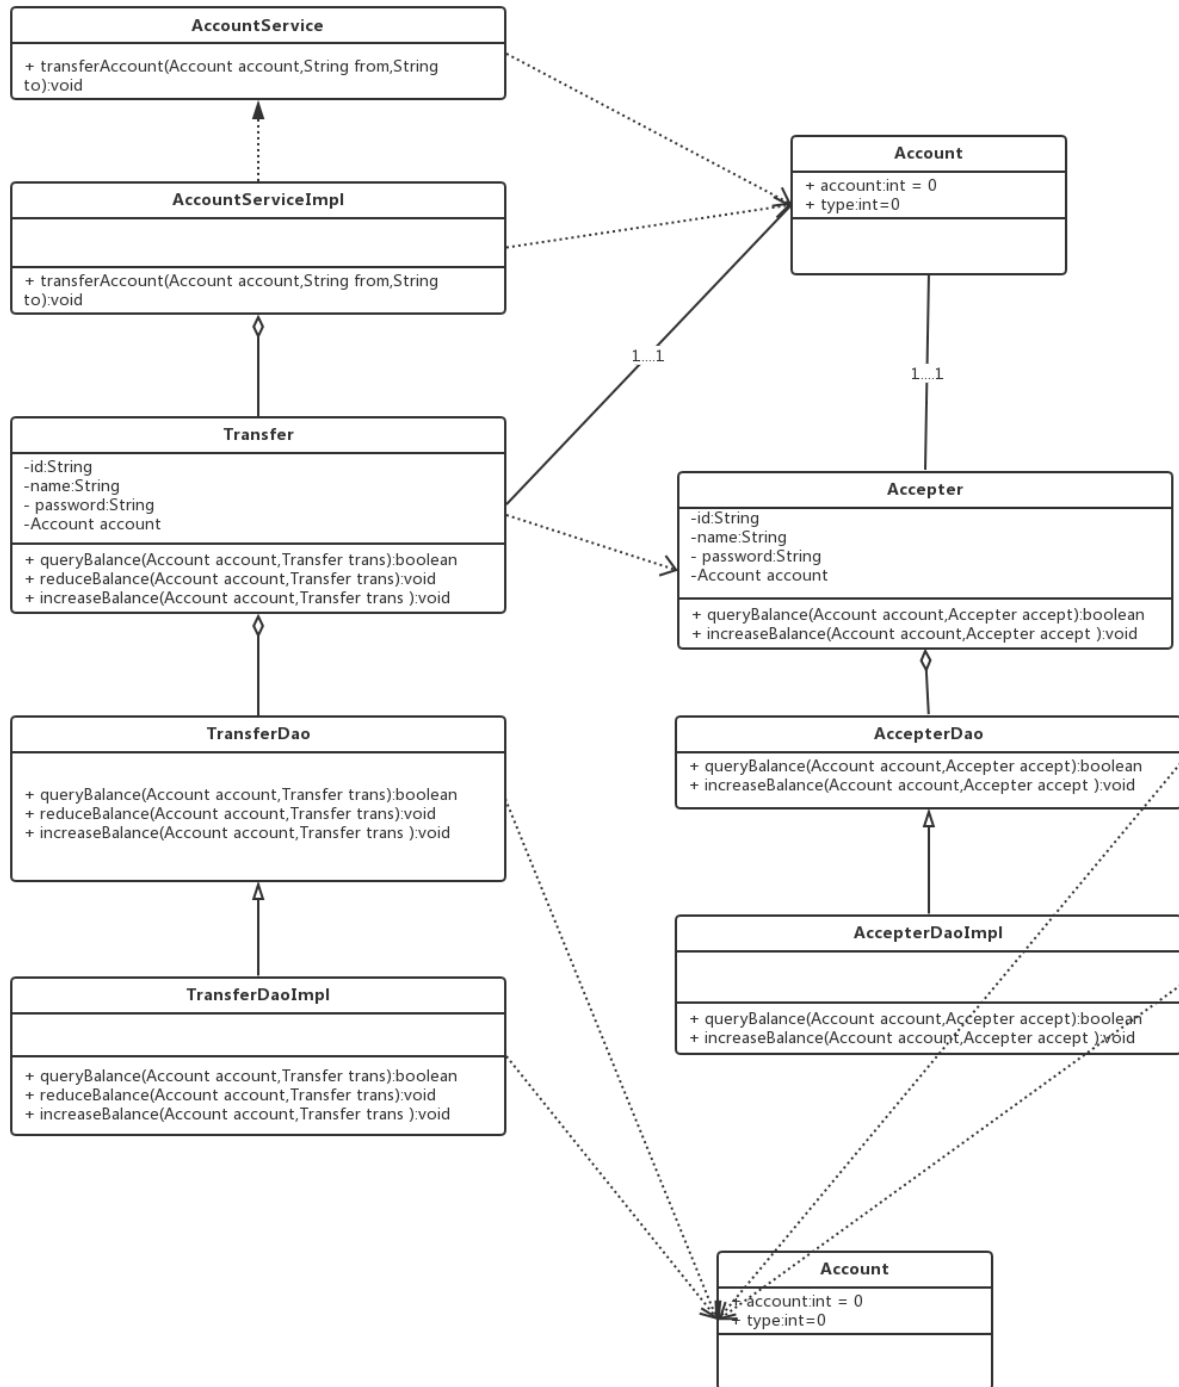 AccountService
+ transferAccount(Account account,String from,String
to):void
Account
+ account:int = 0
+ type:int=0
AccountServiceImpl
+ transferAccount(Account account,String from,String
to):void
1....1
1....1
Transfer
-id:String
-name:String
- password:String
-Account account
+ queryBalance(Account account,Transfer trans):boolean
+ reduceBalance(Account account,Transfer trans):void
+ increaseBalance(Account account,Transfer trans ):void
Accepter
-id:String
-name:String
- password:String
-Account account
+ queryBalance(Account account,Accepter accept):boolean
+ increaseBalance(Account account,Accepter accept ):void
TransferDao
+ queryBalance(Account account,Transfer trans):boolean
+ reduceBalance(Account account,Transfer trans):void
+ increaseBalance(Account account,Transfer trans ):void
AccepterDao
+ queryBalance(Account account,Accepter accept):boolean
+ increaseBalance(Account account,Accepter accept ):void
AccepterDaoImpl
+ queryBalance(Account account,Accepter accept):boolean
+ increaseBalance(Account account,Accepter accept ):void
TransferDaoImpl
+ queryBalance(Account account,Transfer trans):boolean
+ reduceBalance(Account account,Transfer trans):void
+ increaseBalance(Account account,Transfer trans ):void
Account
+ account:int = 0
+ type:int=0